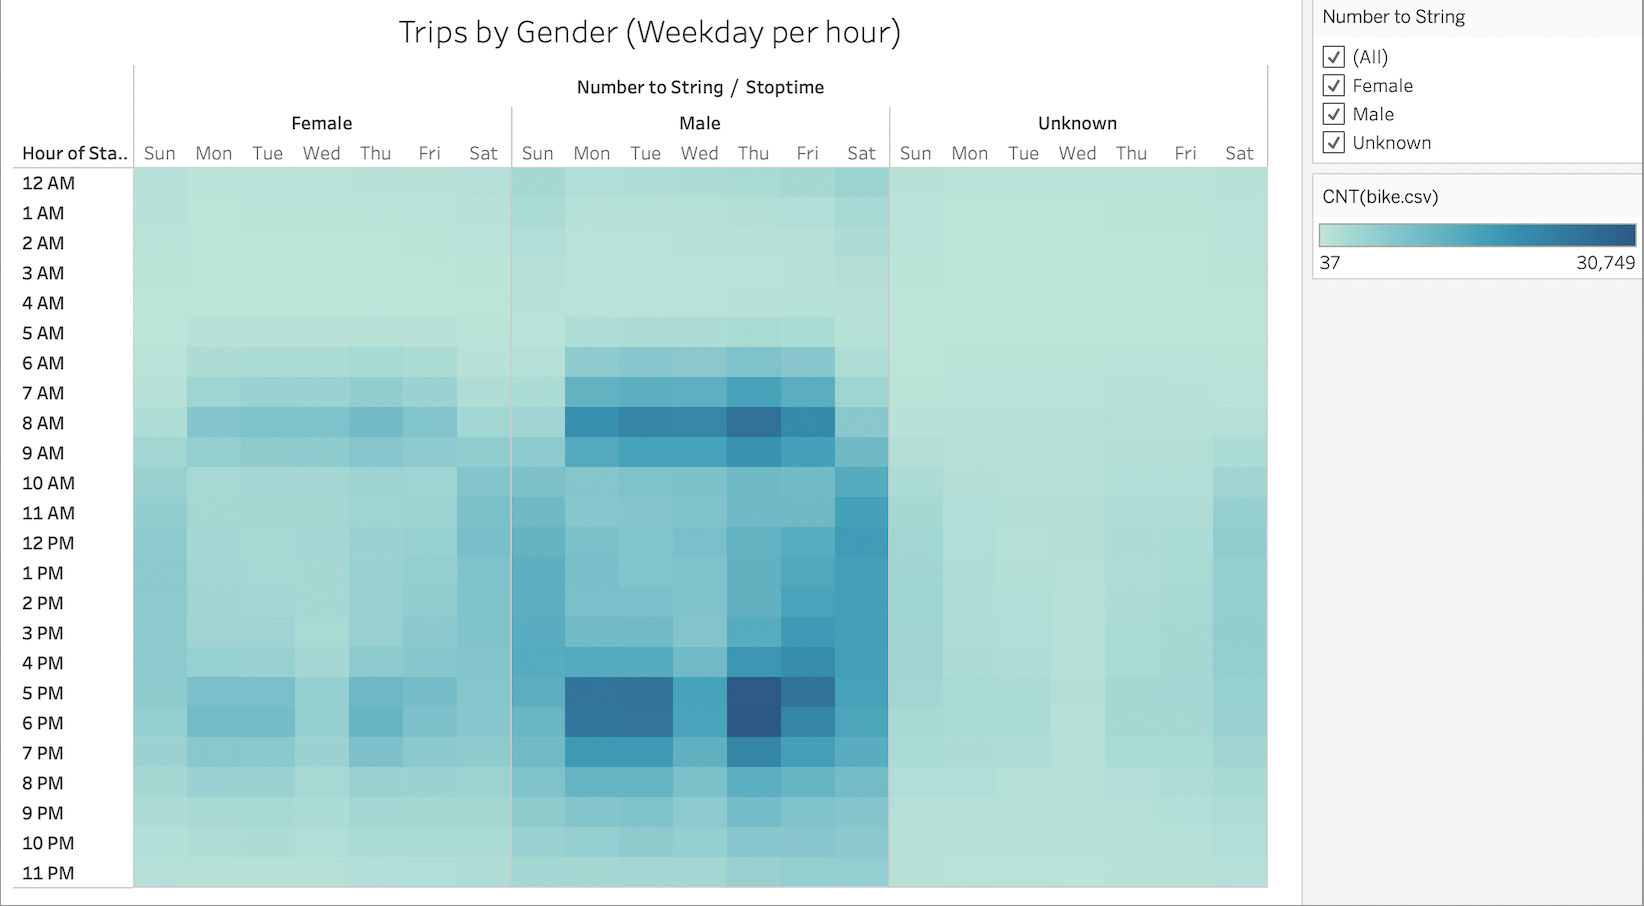 Trips by Gender (Weekday per hour)
Number to String / Stoptime
Female Male Unknown
Hour of Sta.. Sun Mon Tue Wed Thu Fri Sat Sun Mon Tue Wed Thu Fri Sat Sun Mon Tue Wed Thu Fri Sat
12 AM
1 AM
2 AM
3 AM
4 AM
5 AM
6 AM
7 AM
8 AM
9 AM
10 AM
11 AM
12 PM
1 PM
2 PM
3 PM
4 PM
5 PM
6 PM
7 PM
8 PM
9 PM
10 PM
11 PM
Number to String
(All)
Female
Male
Unknown
CNT(bike.csv)
37 30,749